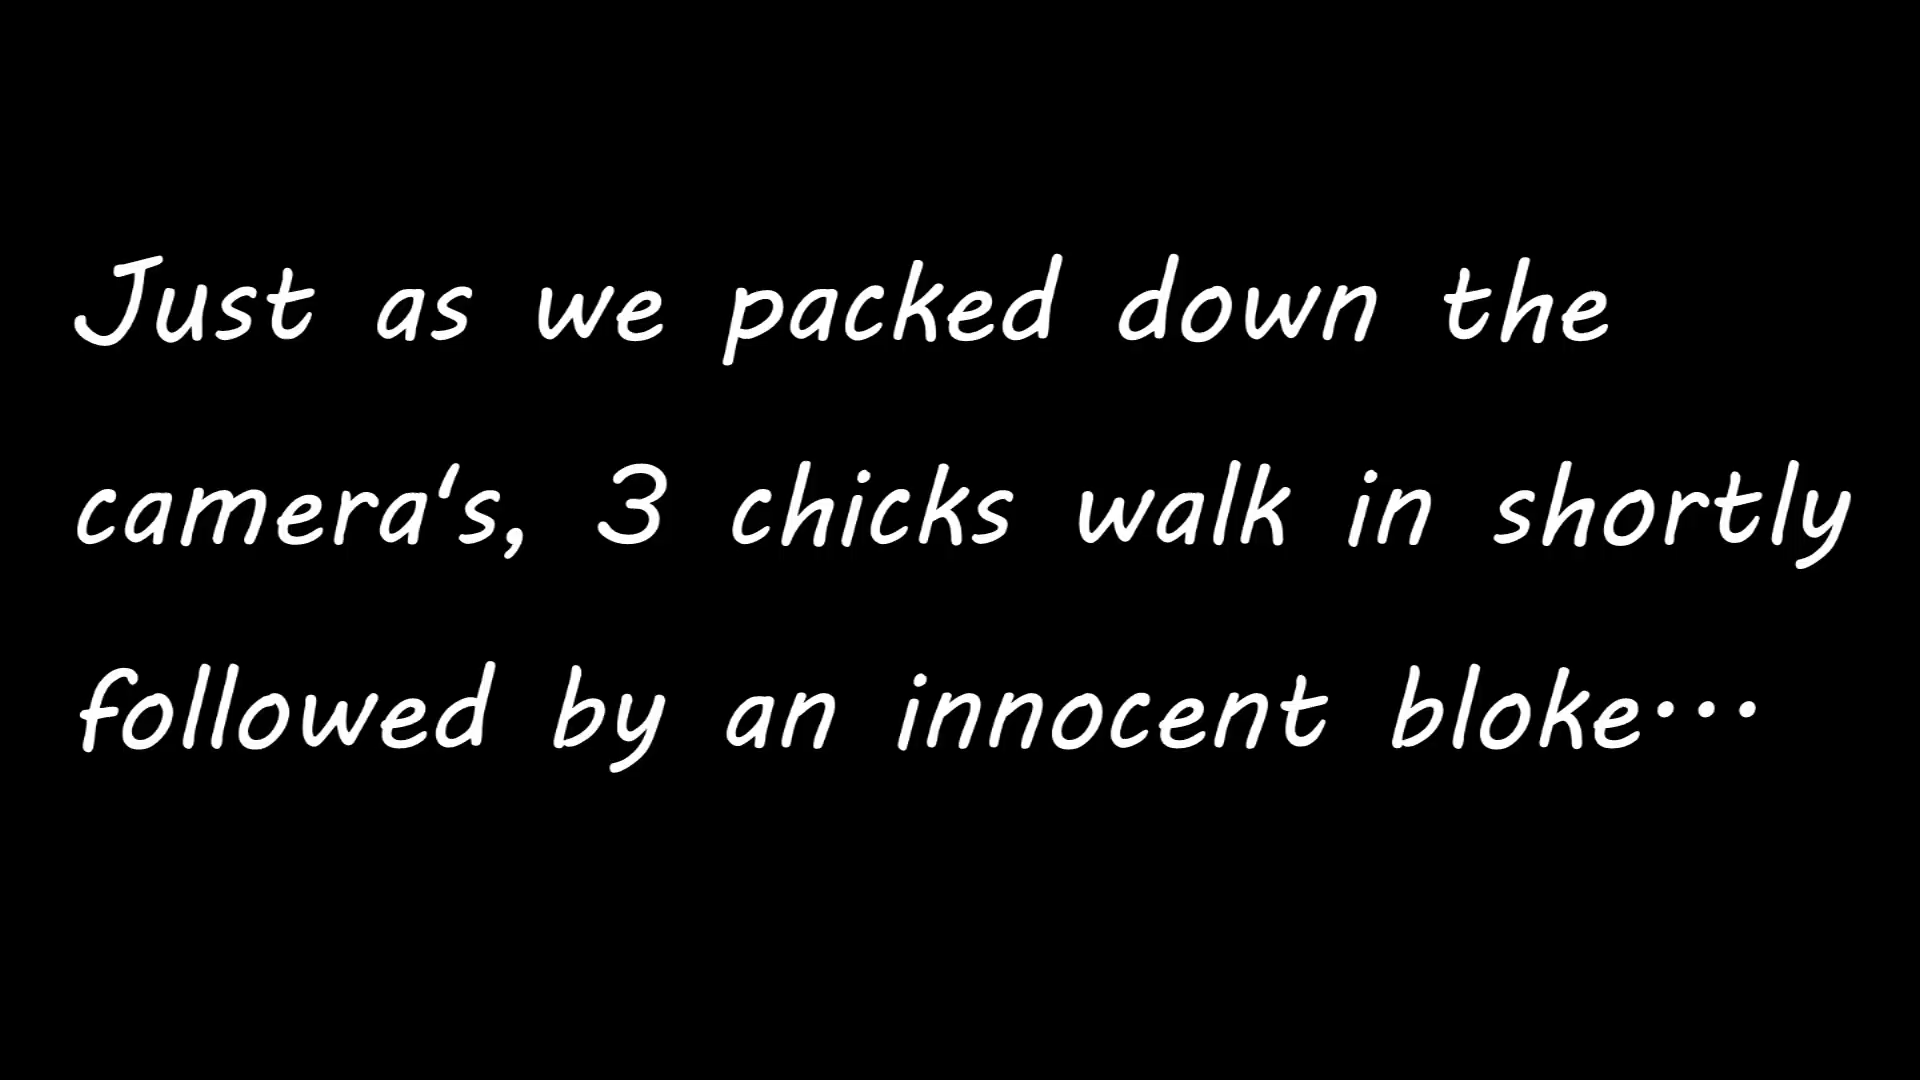 Just as we packed down the
camera's, 3 chicks walk in shortly
followed by an innocent bloke...